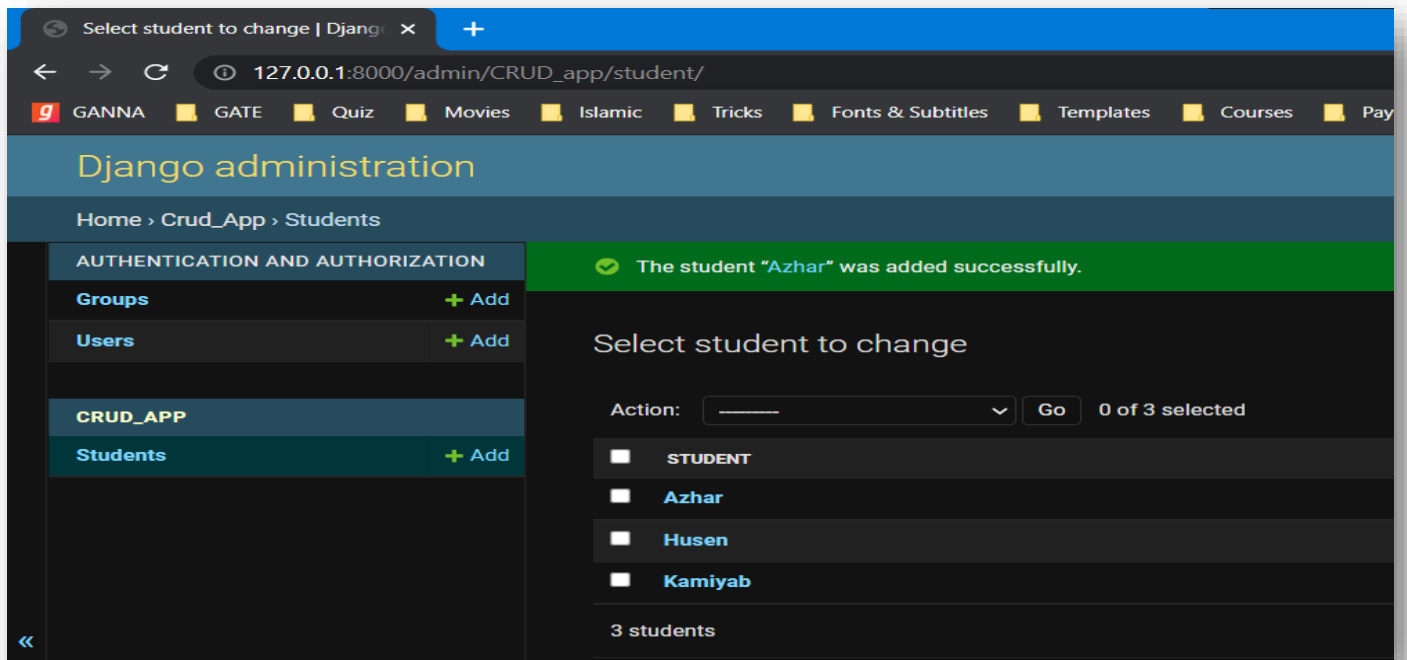 Select student to change | Djang
127.0.0.1:8000/admin/CRUD_app/student/
g GANNA GATE Quiz Movies Islamic Tricks Fonts & Subtitles Templates Courses Pay
Django administration
Home › Crud_App › Students
AUTHENTICATION AND AUTHORIZATION
Groups + Add
Users + Add
CRUD_APP
Students + Add
«
The student “Azhar” was added successfully.
Select student to change
Action: --------- Go 0 of 3 selected
STUDENT
Azhar
Husen
Kamiyab
3 students